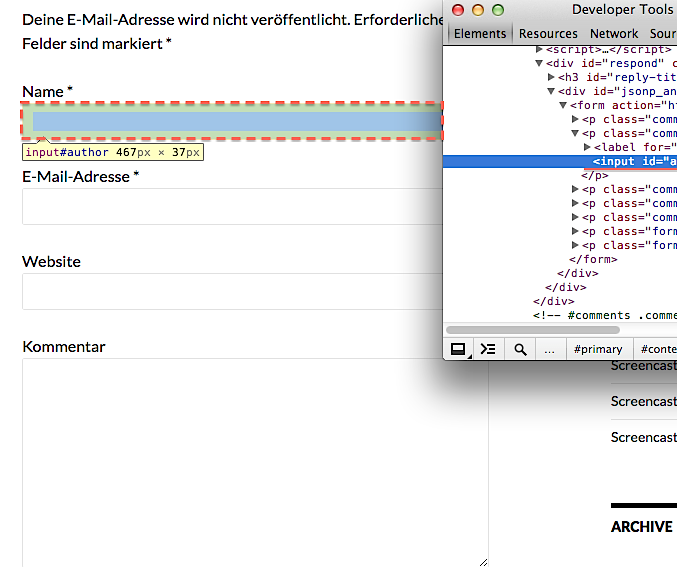 Deine E-Mail-Adresse wird nicht veröffentlicht. Erforderliche
Felder sind markiert *
Name *
input#author 467px × 37px
E-Mail-Adresse *
Website
Kommentar
Developer Tools
Elements Resources Network Sour
<script>…</script>
<div id="respond" c
<h3 id="reply-tit
<div id="jsonp_an
<form action="ht
<p class="comm
<p class="comm
<label for="
<input id="a
</p>
<p class="comm
<p class="comm
<p class="comm
<p class="form
<p class="form
</form>
</div>
</div>
</div>
<!-- #comments .comme
... #primary #conte
Screencast
Screencast
Screencast
ARCHIVE